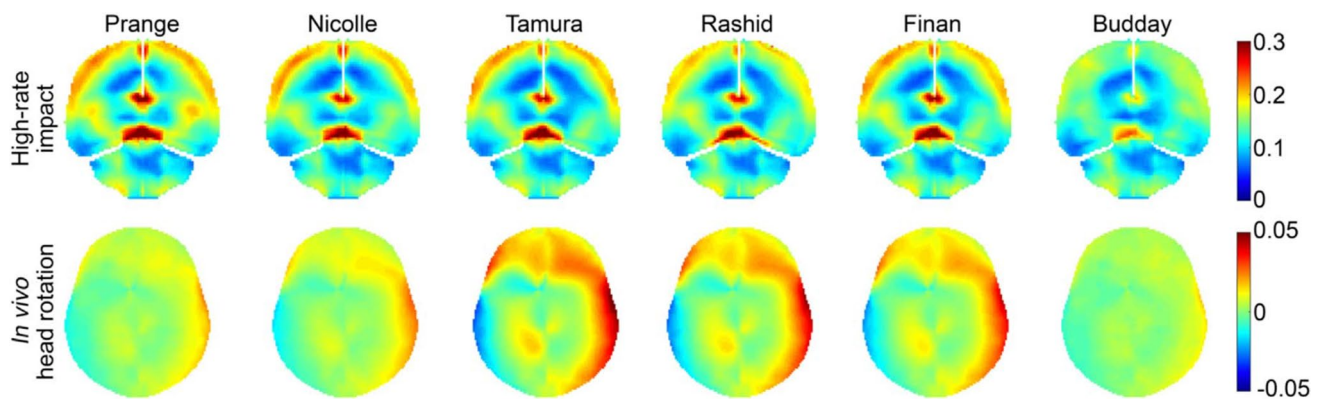 Prange Nicolle Tamura Rashid Finan Budday
High-rate
impact
0.3
0.2
0.1
0
In vivo
head rotation
0.05
0
-0.05